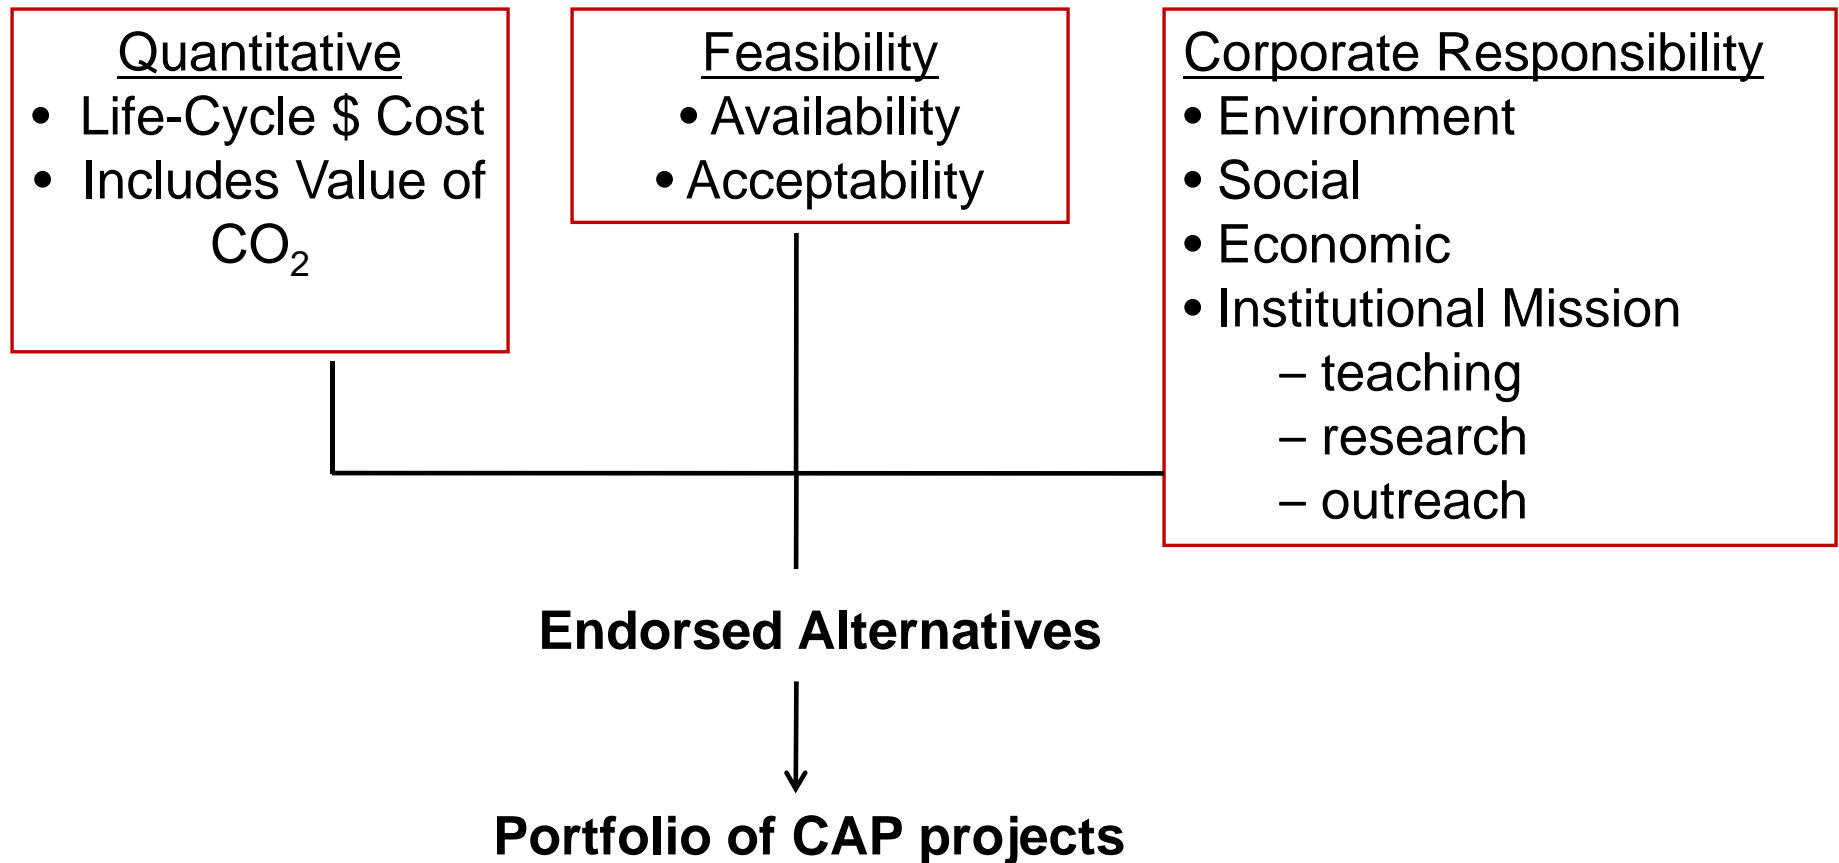 Quantitative
• Life-Cycle $ Cost
• Includes Value of
CO₂
Feasibility
• Availability
• Acceptability
Corporate Responsibility
• Environment
• Social
• Economic
• Institutional Mission
– teaching
– research
– outreach
Endorsed Alternatives
Portfolio of CAP projects